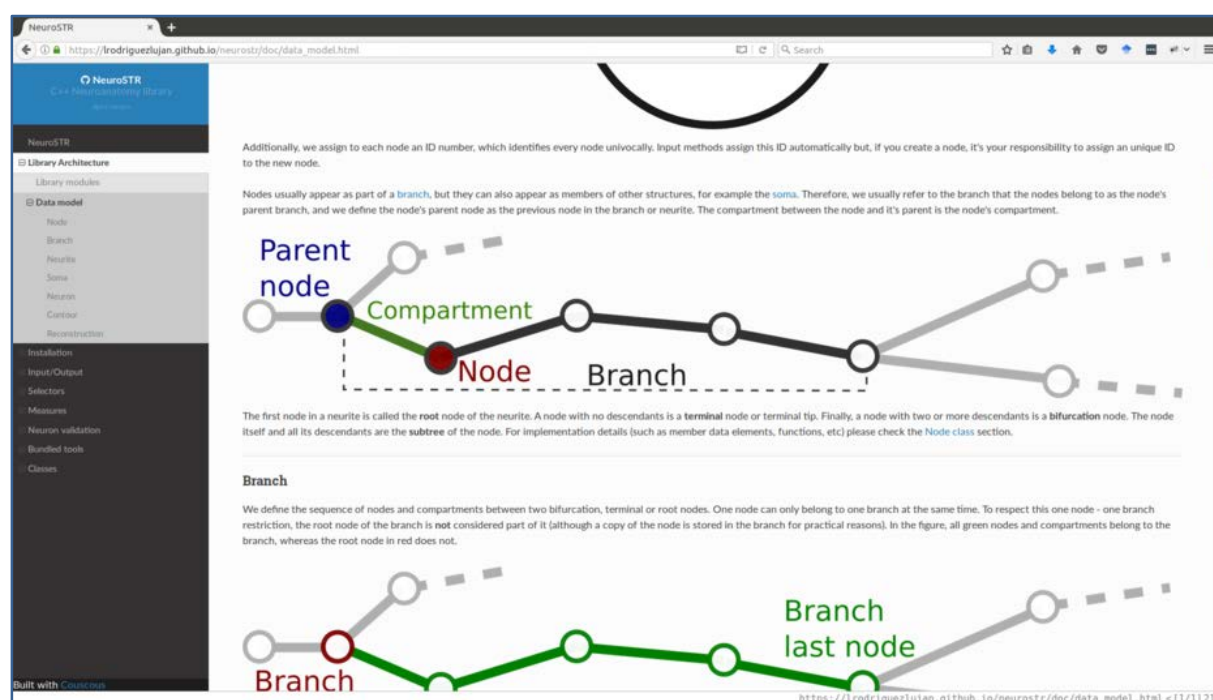 NeuroSTR
https://lrodriguezlujan.github.io/neurostr/doc/data_model.html
Search
NeuroSTR
C++ Neuroanatomy library
NeuroSTR
Library Architecture
Library modules
Data model
Node
Branch
Neurite
Soma
Neuron
Contour
Reconstruction
Installation
Input/Output
Selectors
Measures
Neuron validation
Bundled tools
Classes
Built with Couscous
Additionally, we assign to each node an ID number, which identifies every node univocally. Input methods assign this ID automatically but, if you create a node, it's your responsibility to assign an unique ID
to the new node.
Nodes usually appear as part of a branch, but they can also appear as members of other structures, for example the soma. Therefore, we usually refer to the branch that the nodes belong to as the node's
parent branch, and we define the node's parent node as the previous node in the branch or neurite. The compartment between the node and it's parent is the node's compartment.
Parent
node
Compartment
Node
Branch
The first node in a neurite is called the root node of the neurite. A node with no descendants is a terminal node or terminal tip. Finally, a node with two or more descendants is a bifurcation node. The node
itself and all its descendants are the subtree of the node. For implementation details (such as member data elements, functions, etc) please check the Node class section.
Branch
We define the sequence of nodes and compartments between two bifurcation, terminal or root nodes. One node can only belong to one branch at the same time. To respect this one node - one branch
restriction, the root node of the branch is not considered part of it (although a copy of the node is stored in the branch for practical reasons). In the figure, all green nodes and compartments belong to the
branch, whereas the root node in red does not.
Branch
last node
Branch
https://lrodriguezlujan.github.io/neurostr/doc/data_model.html